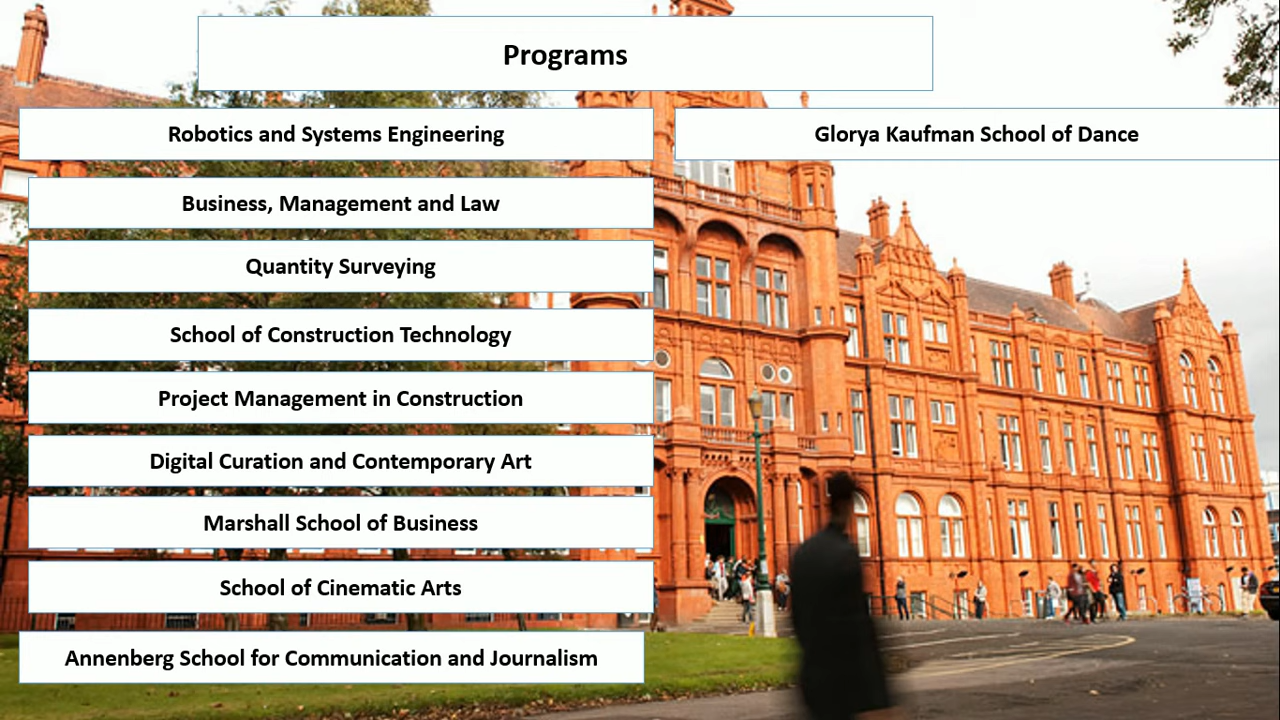 Programs
Robotics and Systems Engineering
Glorya Kaufman School of Dance
Business, Management and Law
Quantity Surveying
School of Construction Technology
Project Management in Construction
Digital Curation and Contemporary Art
Marshall School of Business
School of Cinematic Arts
Annenberg School for Communication and Journalism